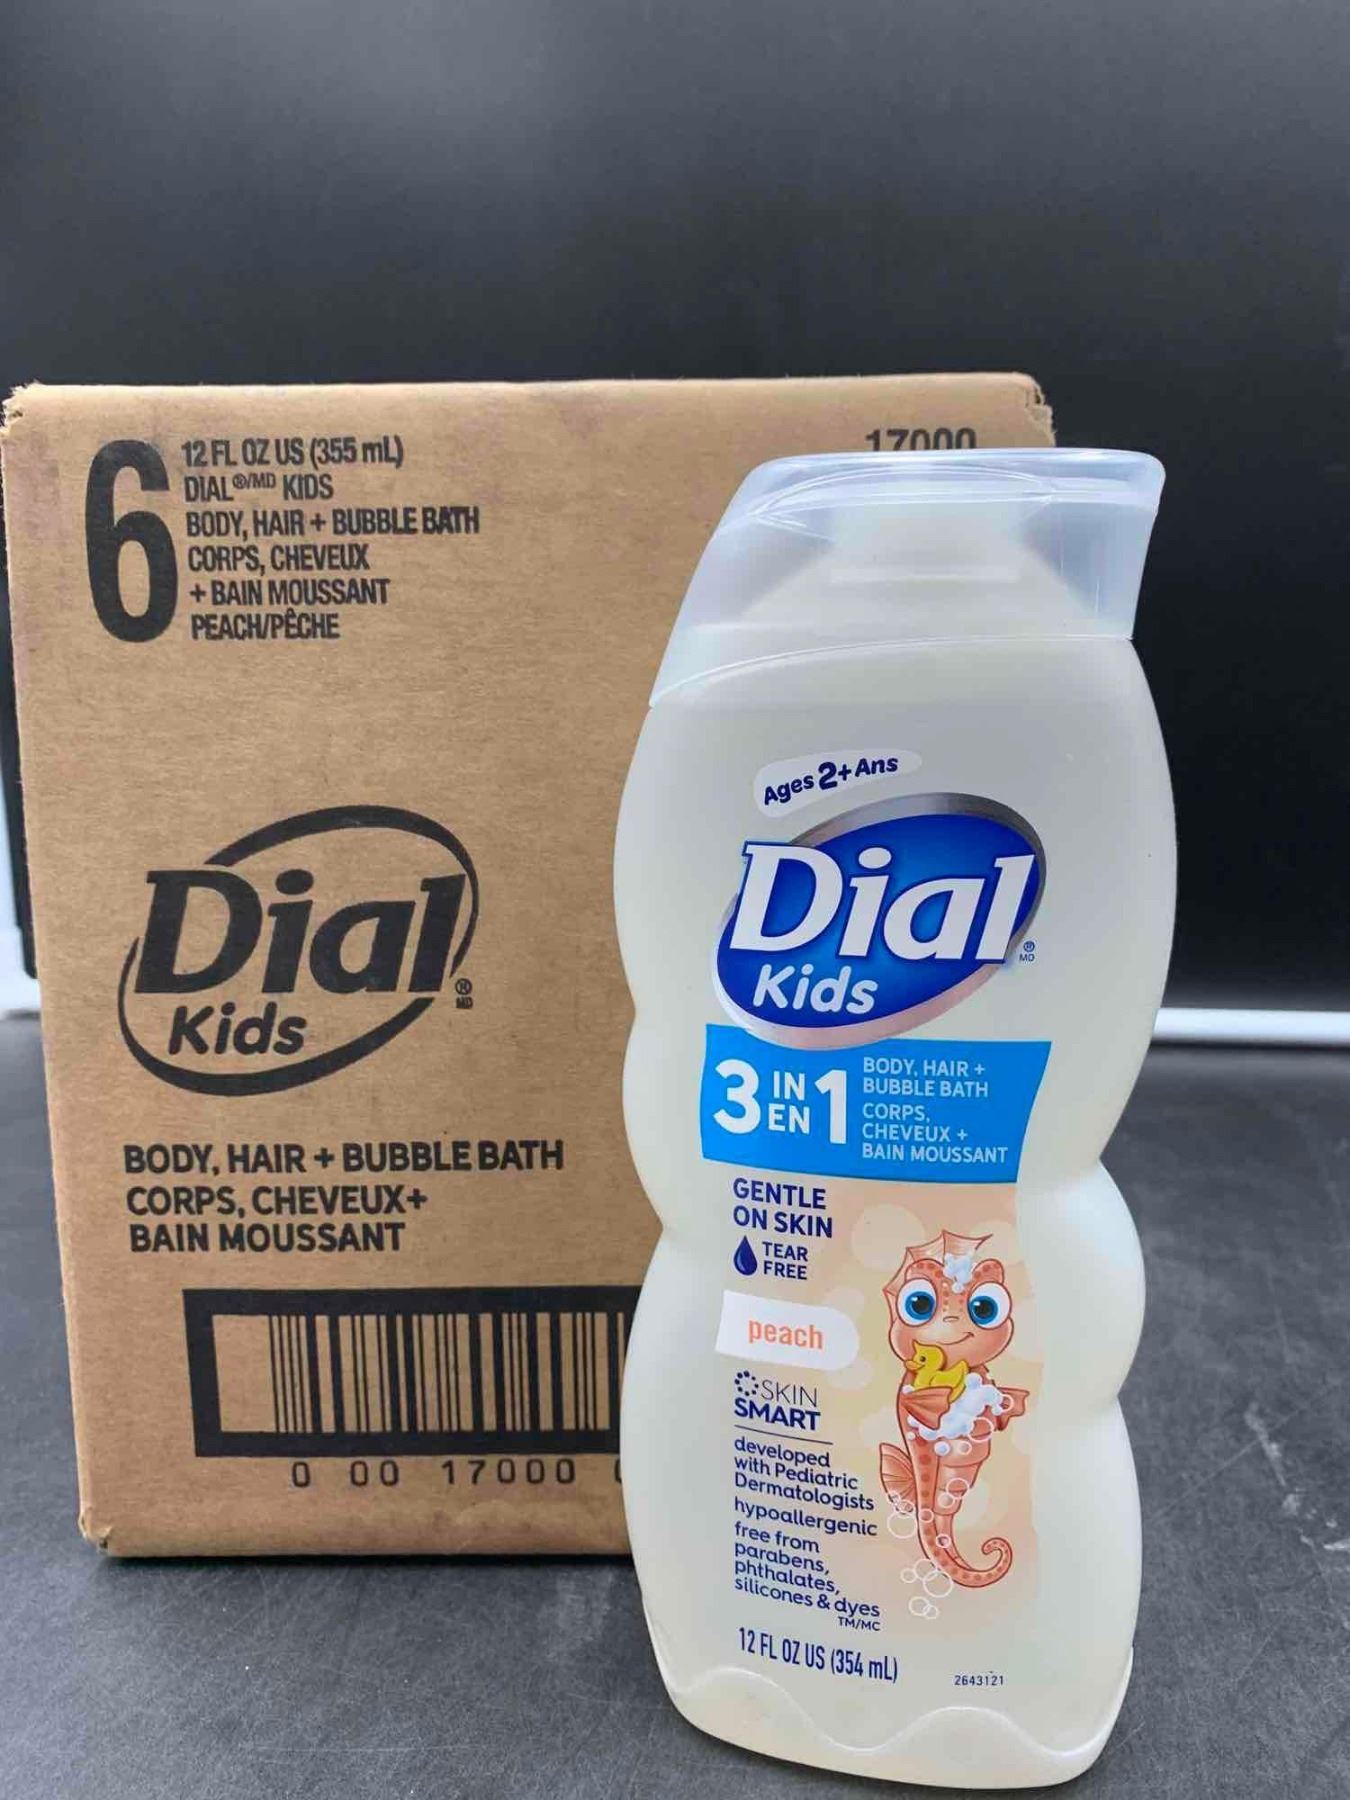 6
12 FL OZ US (355 mL)
DIAL®/MD KIDS
BODY, HAIR + BUBBLE BATH
CORPS, CHEVEUX
+ BAIN MOUSSANT
PEACH/PÊCHE
17000
Dial
Kids
®
MD
BODY, HAIR + BUBBLE BATH
CORPS, CHEVEUX+
BAIN MOUSSANT
0 00 17000
Ages 2+ Ans
Dial
Kids
®
MD
3 IN EN 1
BODY, HAIR +
BUBBLE BATH
CORPS,
CHEVEUX +
BAIN MOUSSANT
GENTLE
ON SKIN
TEAR
FREE
peach
SKIN
SMART
developed
with Pediatric
Dermatologists
hypoallergenic
free from
parabens,
phthalates,
silicones & dyes
TM/MC
12 FL OZ US (354 mL)
2643121